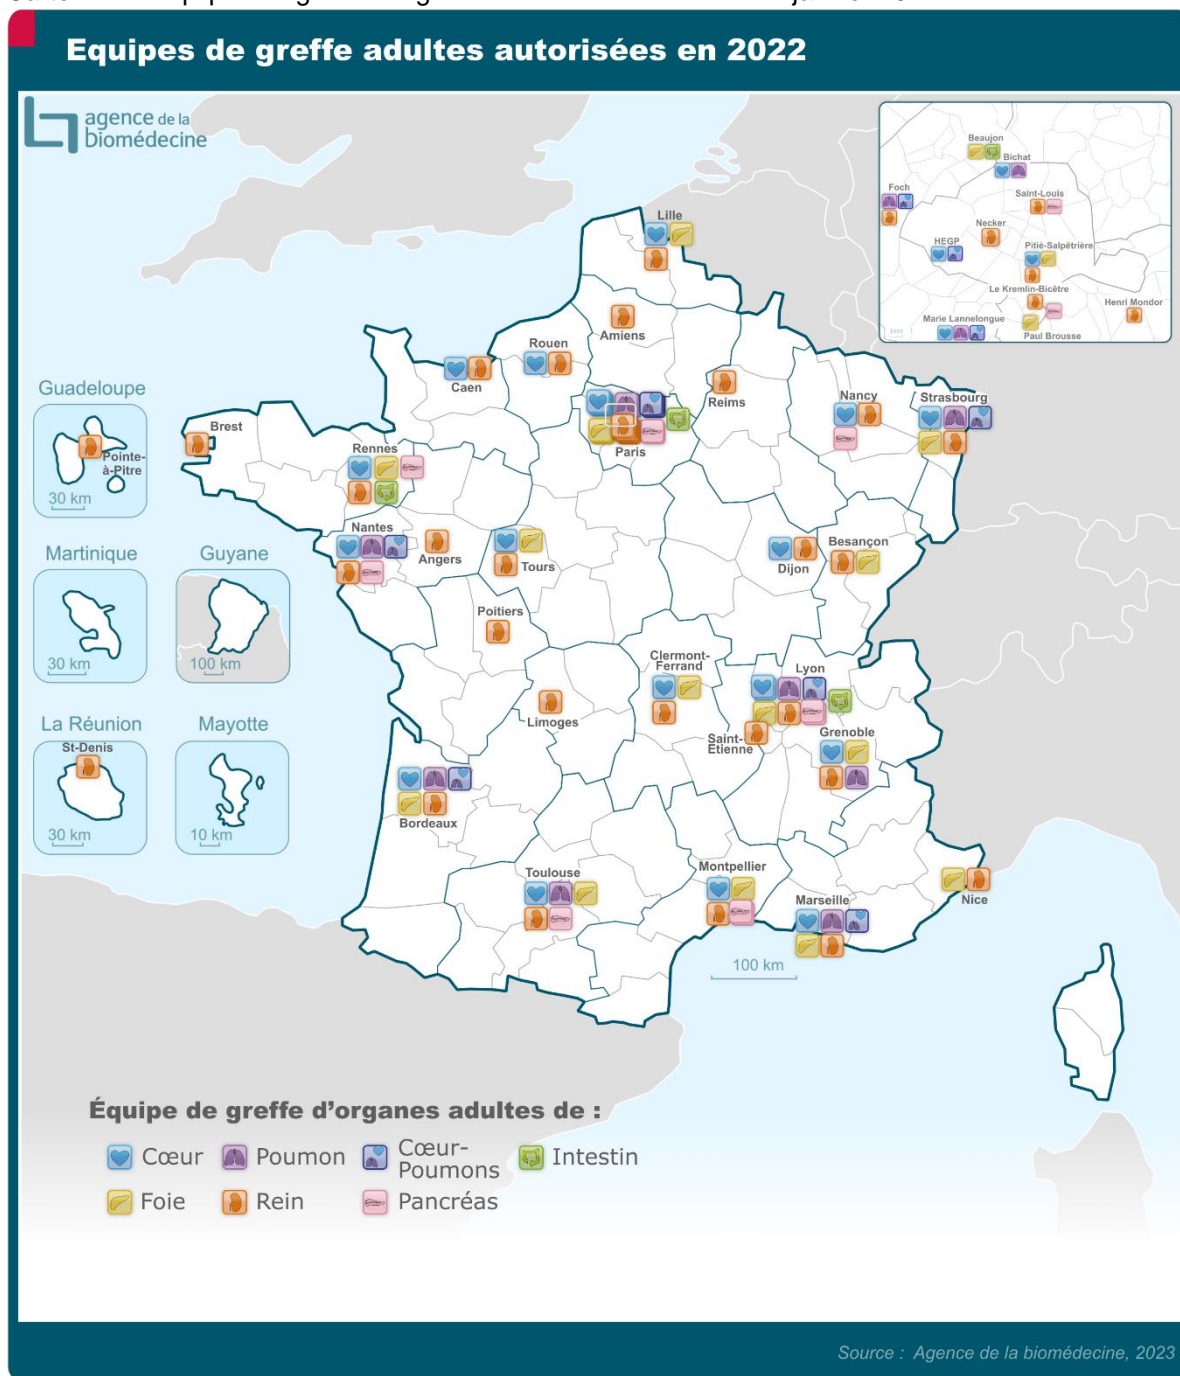 Equipes de greffe adultes autorisées en 2022
agence de la
biomédecine
Beaujon
Bichat
Foch
Saint-Louis
Necker
HEGP
Pitié-Salpêtrière
Le Kremlin-Bicêtre
Henri Mondor
Marie Lannelongue
Paul Brousse
Lille
Amiens
Rouen
Caen
Reims
Nancy
Strasbourg
Paris
Guadeloupe
Pointe-
à-Pitre
30 km
Brest
Rennes
Nantes
Angers
Tours
Dijon
Besançon
Martinique
30 km
Guyane
100 km
Poitiers
Clermont-
Ferrand
Lyon
Limoges
Saint-
Etienne
Grenoble
La Réunion
St-Denis
30 km
Mayotte
10 km
Bordeaux
Toulouse
Montpellier
Marseille
Nice
100 km
Équipe de greffe d'organes adultes de :
Cœur
Poumon
Cœur-
Poumons
Intestin
Foie
Rein
Pancréas
Source : Agence de la biomédecine, 2023